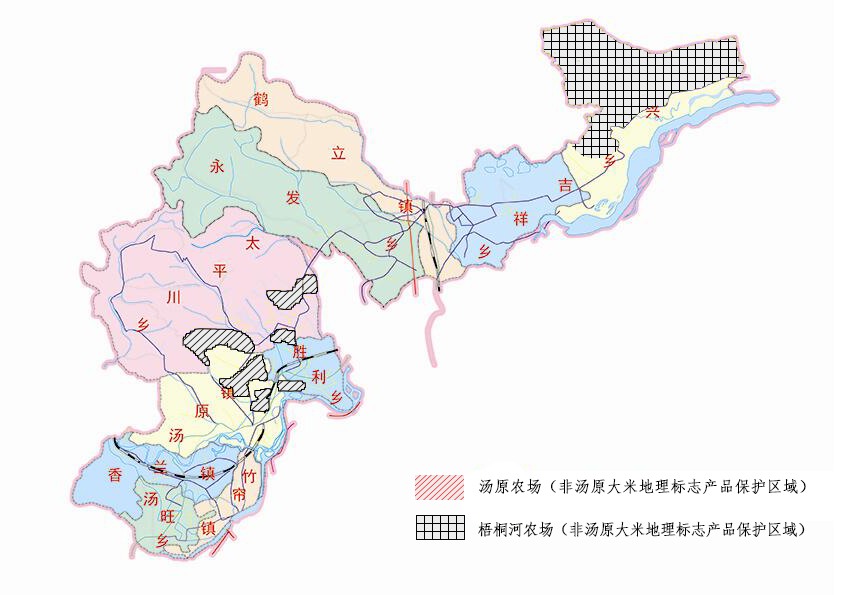 鹤立镇
永发乡
太平川乡
吉祥乡
兴
乡
胜利乡
汤原镇
香兰镇
竹帘镇
汤旺乡
汤原农场（非汤原大米地理标志产品保护区域）
梧桐河农场（非汤原大米地理标志产品保护区域）